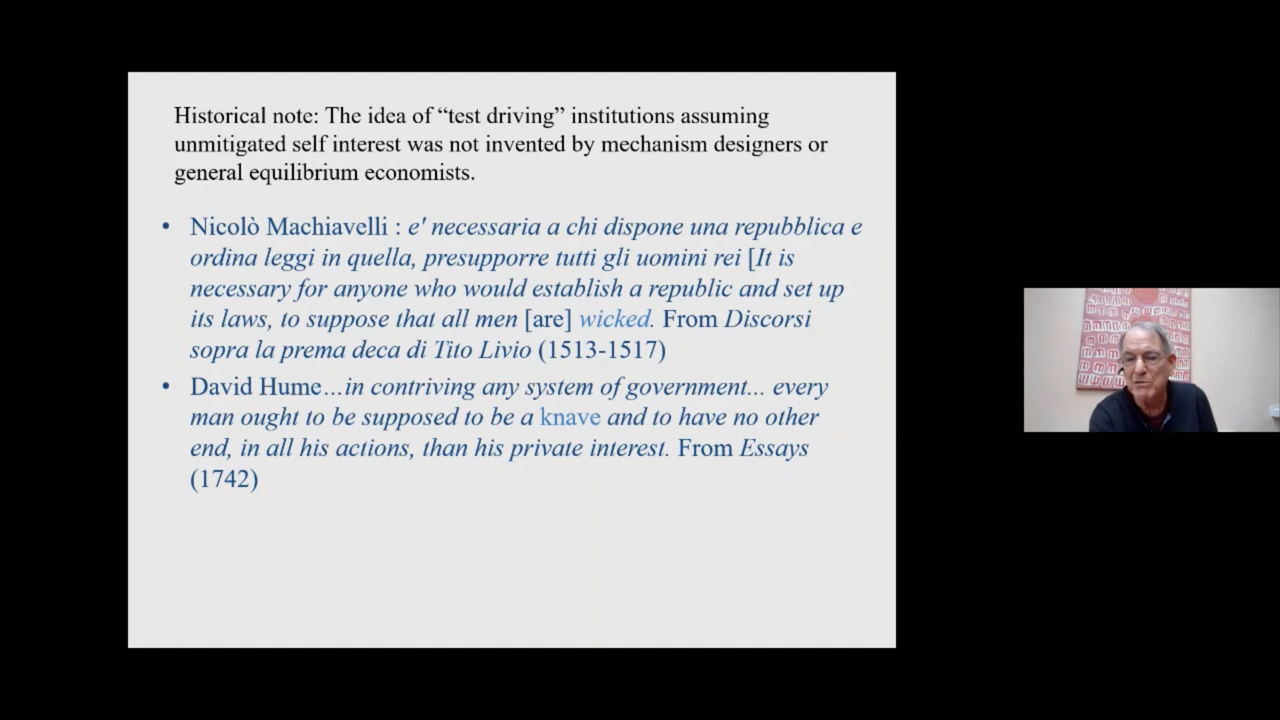 Historical note: The idea of “test driving” institutions assuming
unmitigated self interest was not invented by mechanism designers or
general equilibrium economists.
• Nicolò Machiavelli : e' necessaria a chi dispone una repubblica e
ordina leggi in quella, presupporre tutti gli uomini rei [It is
necessary for anyone who would establish a republic and set up
its laws, to suppose that all men [are] wicked. From Discorsi
sopra la prema deca di Tito Livio (1513-1517)
• David Hume…in contriving any system of government... every
man ought to be supposed to be a knave and to have no other
end, in all his actions, than his private interest. From Essays
(1742)